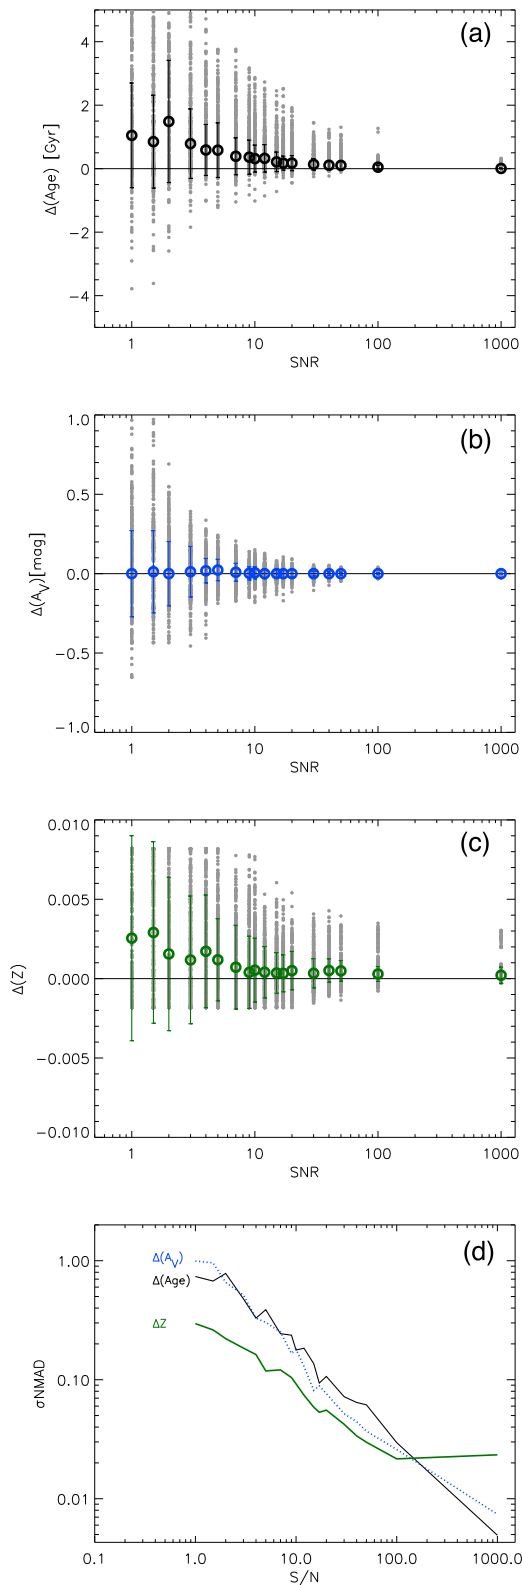 (a)
4
2
0
−2
−4
Δ(Age) [Gyr]
1 10 100 1000
SNR
(b)
1.0
0.5
0.0
−0.5
−1.0
Δ(AV)[mag]
1 10 100 1000
SNR
(c)
0.010
0.005
0.000
−0.005
−0.010
Δ(Z)
1 10 100 1000
SNR
(d)
Δ(AV)
Δ(Age)
ΔZ
1.00
0.10
0.01
σNMAD
0.1 1.0 10.0 100.0 1000.0
S/N